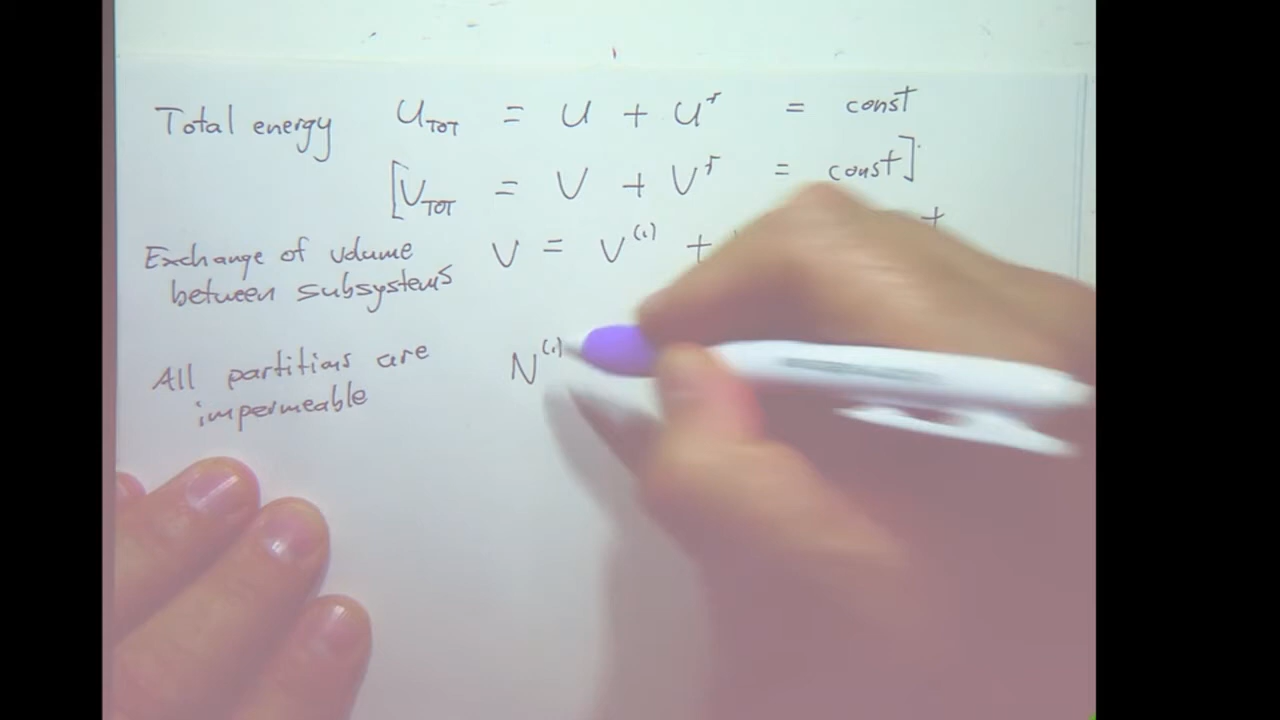 Total energy U_TOT = U + U^r = const
[V_TOT = V + V^r = const]
Exchange of volume between subsystems V = V^(1) +
All partitions are impermeable N^(1)